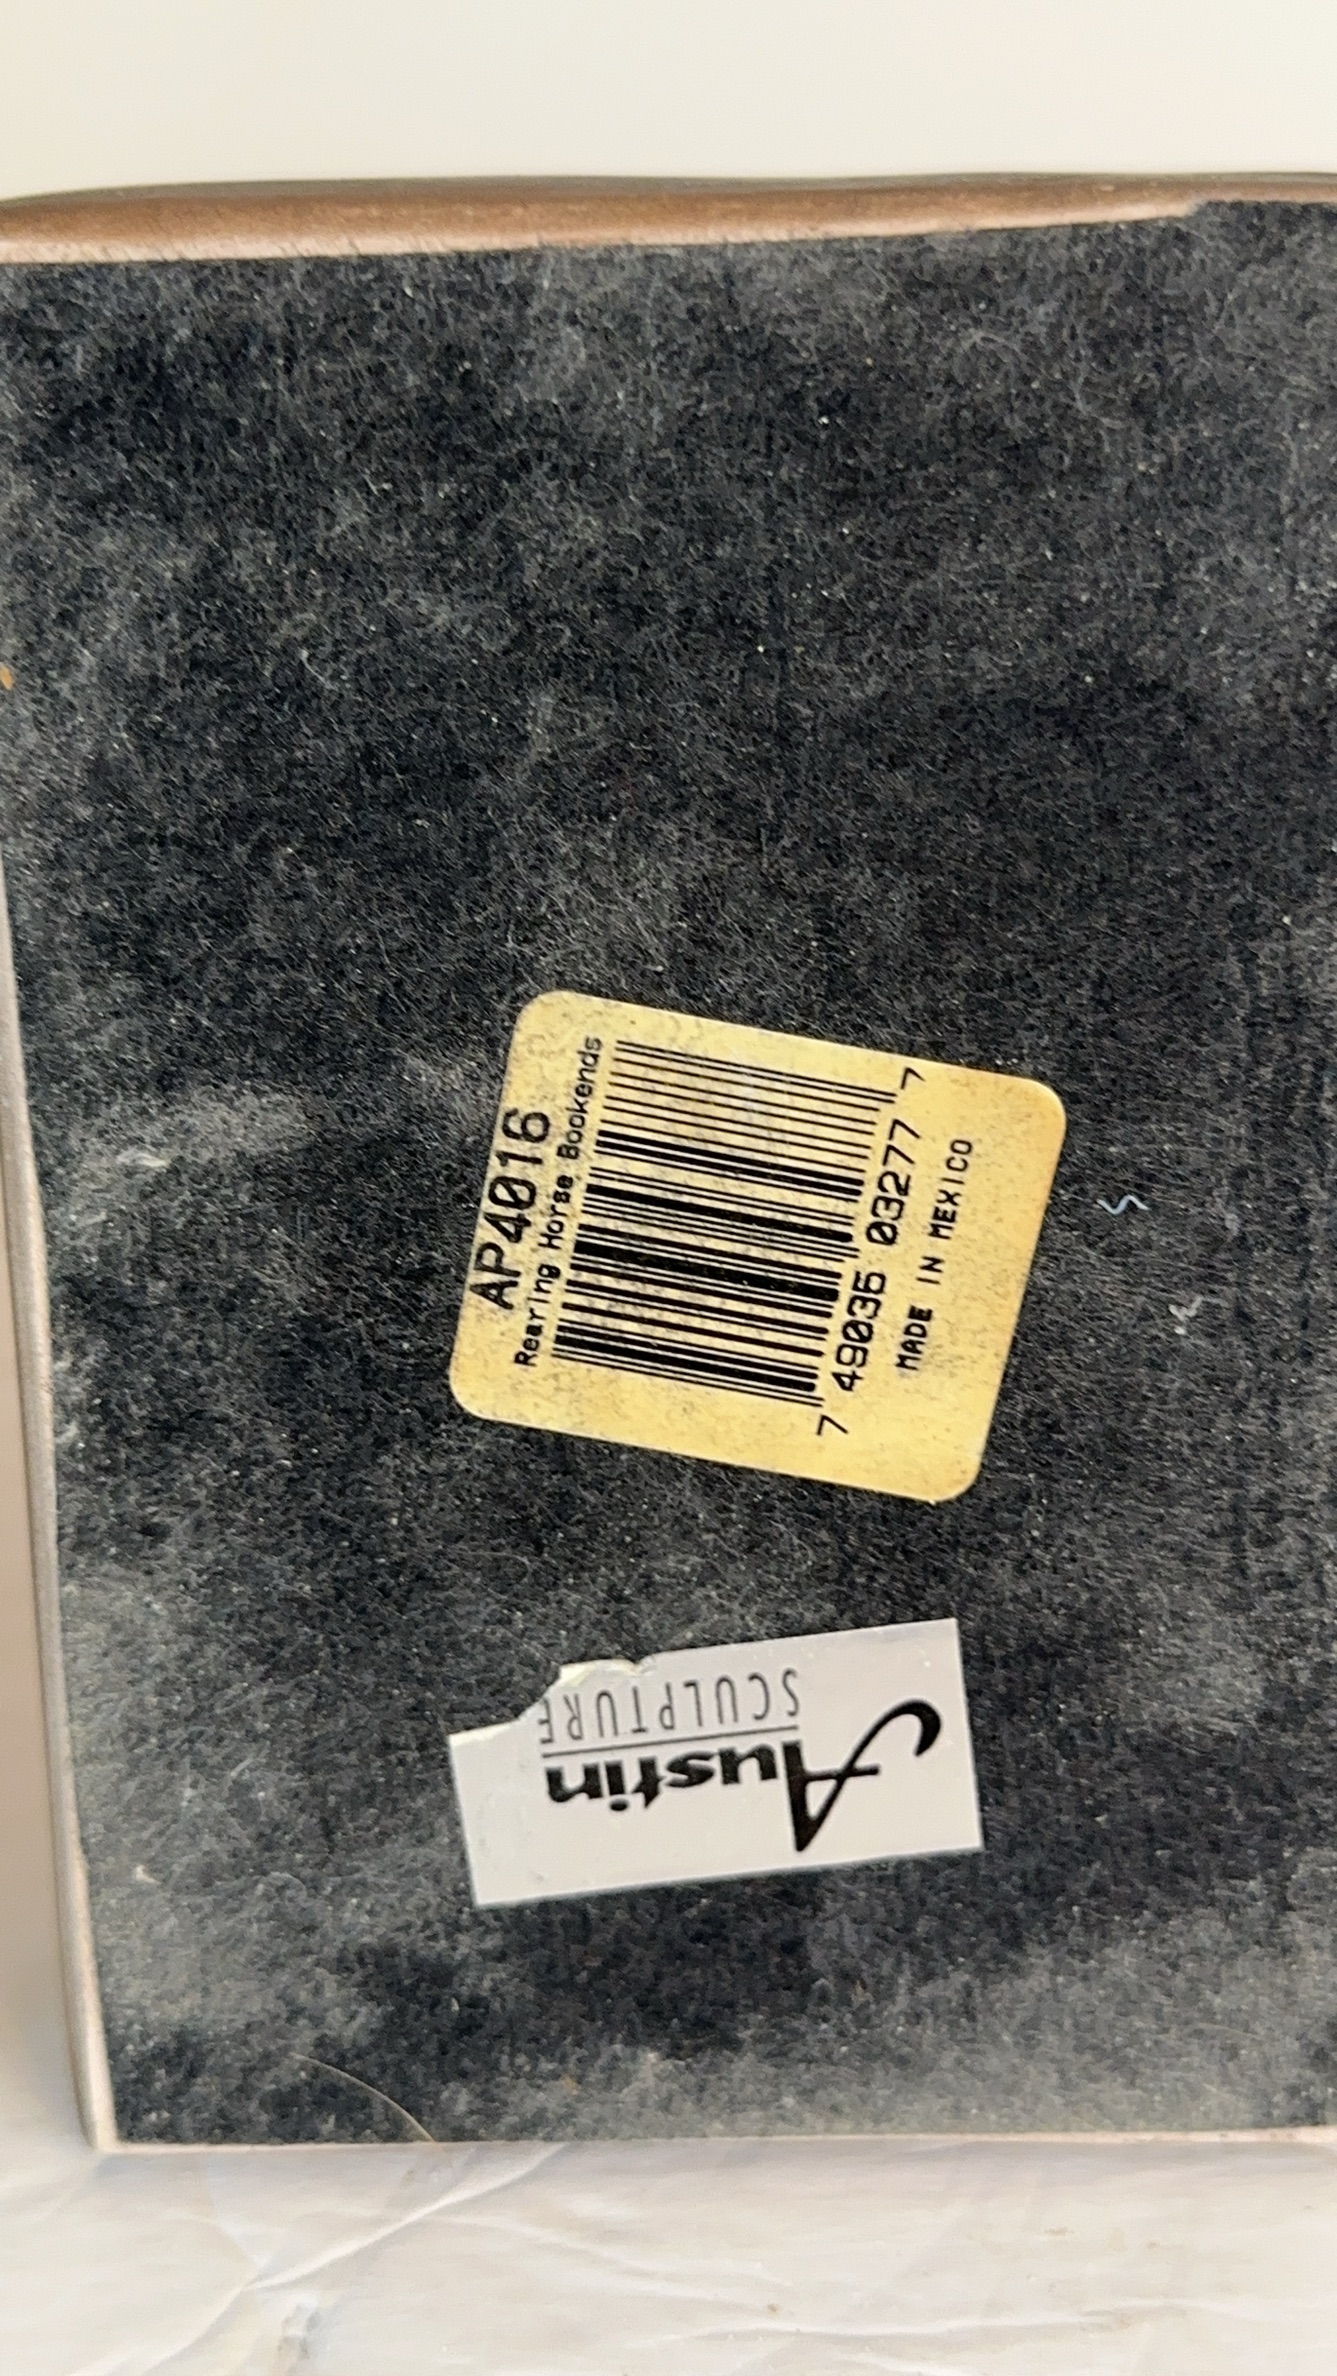 AP4016
Rearing Horse Bookends
7 49035 03277 7
MADE IN MEXICO
Austin
SCULPTURE